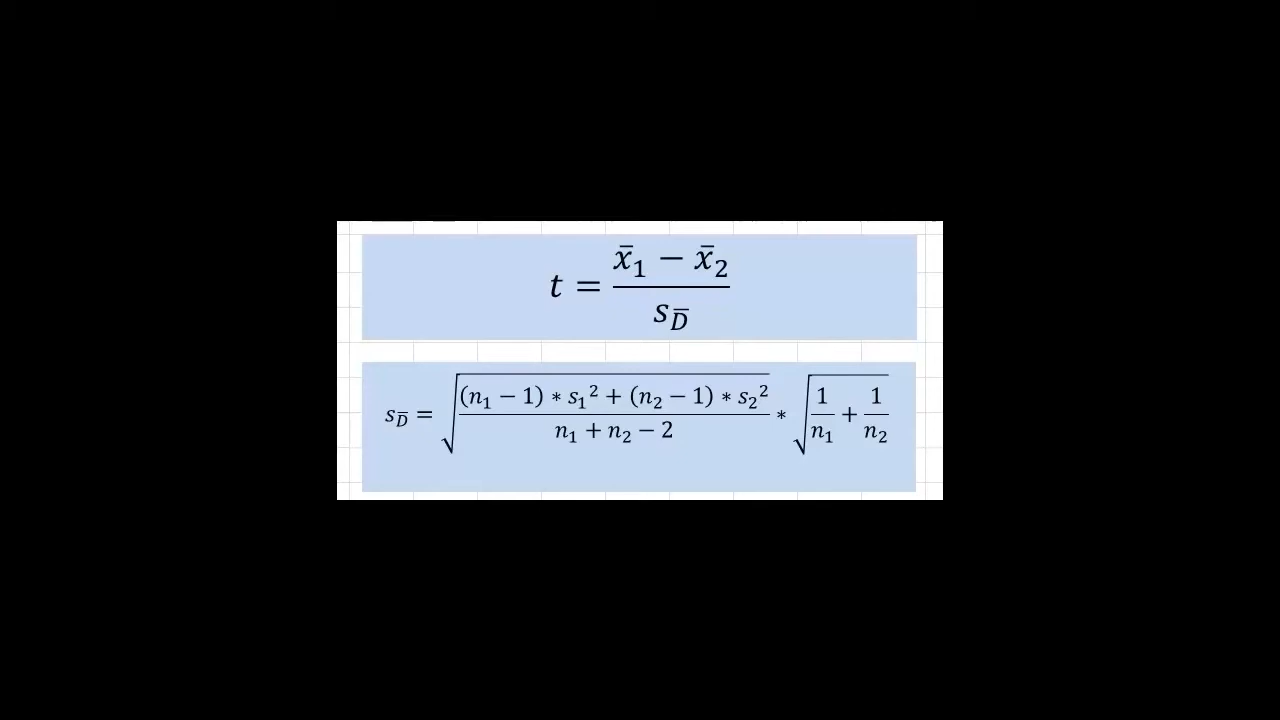 t = (x̄₁ − x̄₂) / s_D̄
s_D̄ = √(((n₁ − 1) ∗ s₁² + (n₂ − 1) ∗ s₂²) / (n₁ + n₂ − 2)) ∗ √(1/n₁ + 1/n₂)